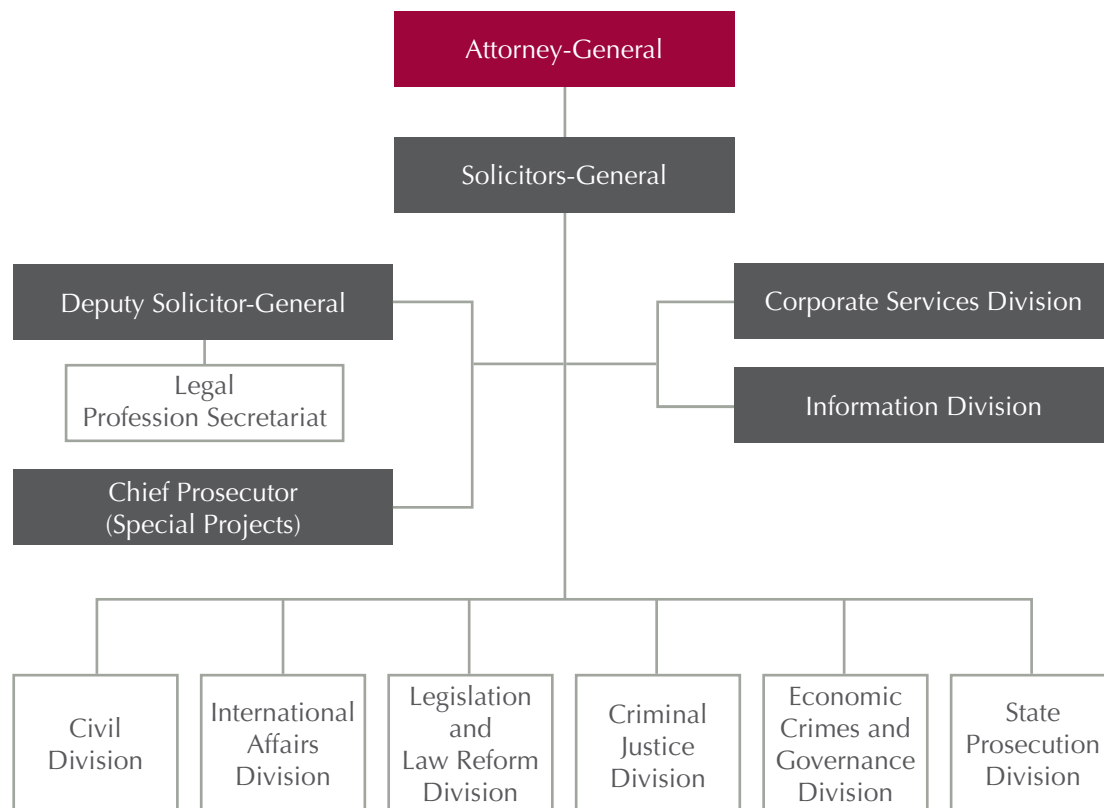 Attorney-General
Solicitors-General
Deputy Solicitor-General
Legal
Profession Secretariat
Chief Prosecutor
(Special Projects)
Corporate Services Division
Information Division
Civil
Division
International
Affairs
Division
Legislation
and
Law Reform
Division
Criminal
Justice
Division
Economic
Crimes and
Governance
Division
State
Prosecution
Division